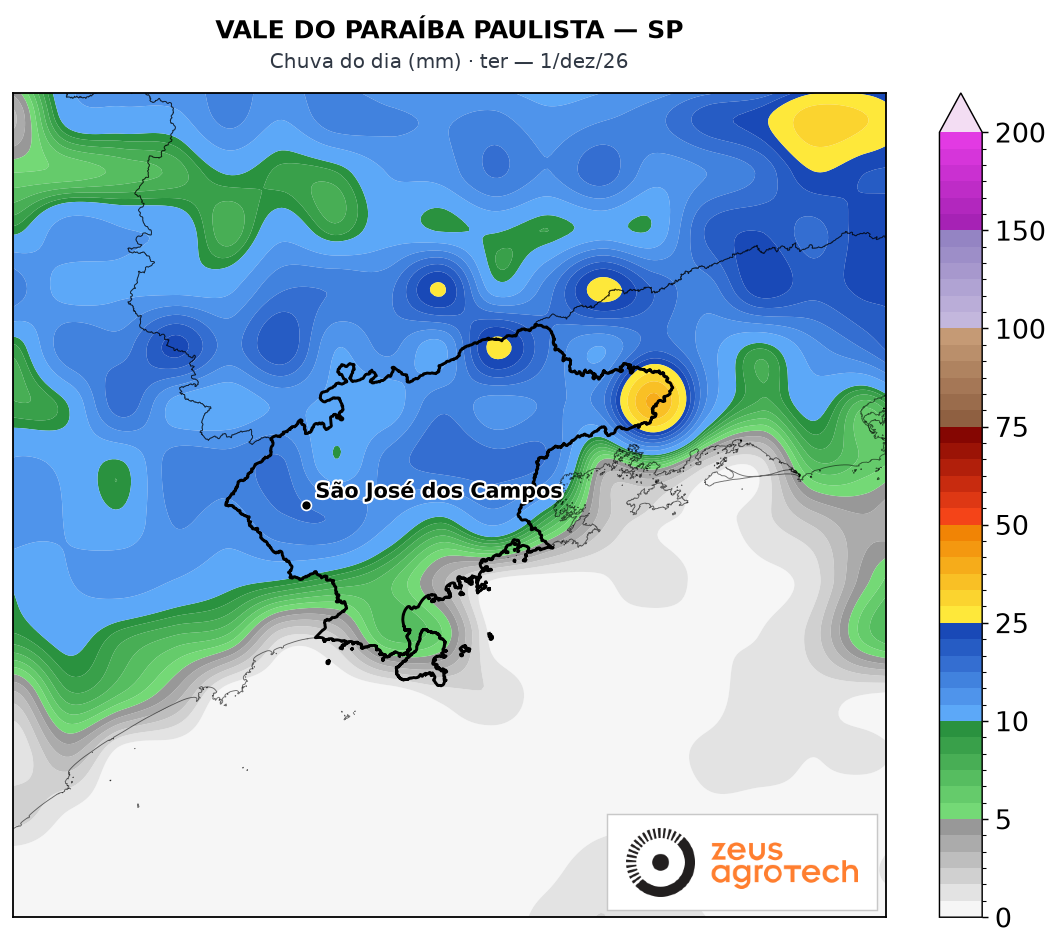 VALE DO PARAÍBA PAULISTA — SP
Chuva do dia (mm) · ter — 1/dez/26
200
150
100
75
50
25
10
5
0
São José dos Campos
zeus
agrotech